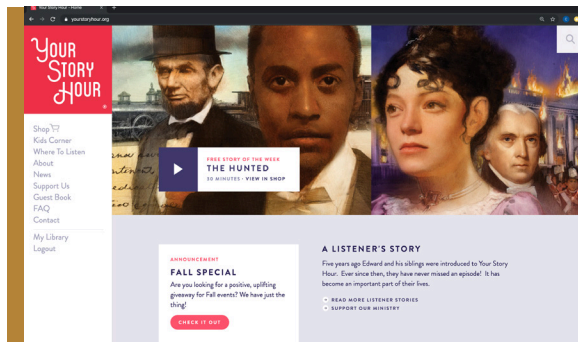 Your Story Hour - Home
yourstoryhour.org
YOUR
STORY
HOUR
®
Shop
Kids Corner
Where To Listen
About
News
Support Us
Guest Book
FAQ
Contact
My Library
Logout
FREE STORY OF THE WEEK
THE HUNTED
30 MINUTES · VIEW IN SHOP
ANNOUNCEMENT
FALL SPECIAL
Are you looking for a positive, uplifting
giveaway for Fall events? We have just the
thing!
CHECK IT OUT
A LISTENER'S STORY
Five years ago Edward and his siblings were introduced to Your Story
Hour. Ever since then, they have never missed an episode! It has
become an important part of their lives.
READ MORE LISTENER STORIES
SUPPORT OUR MINISTRY